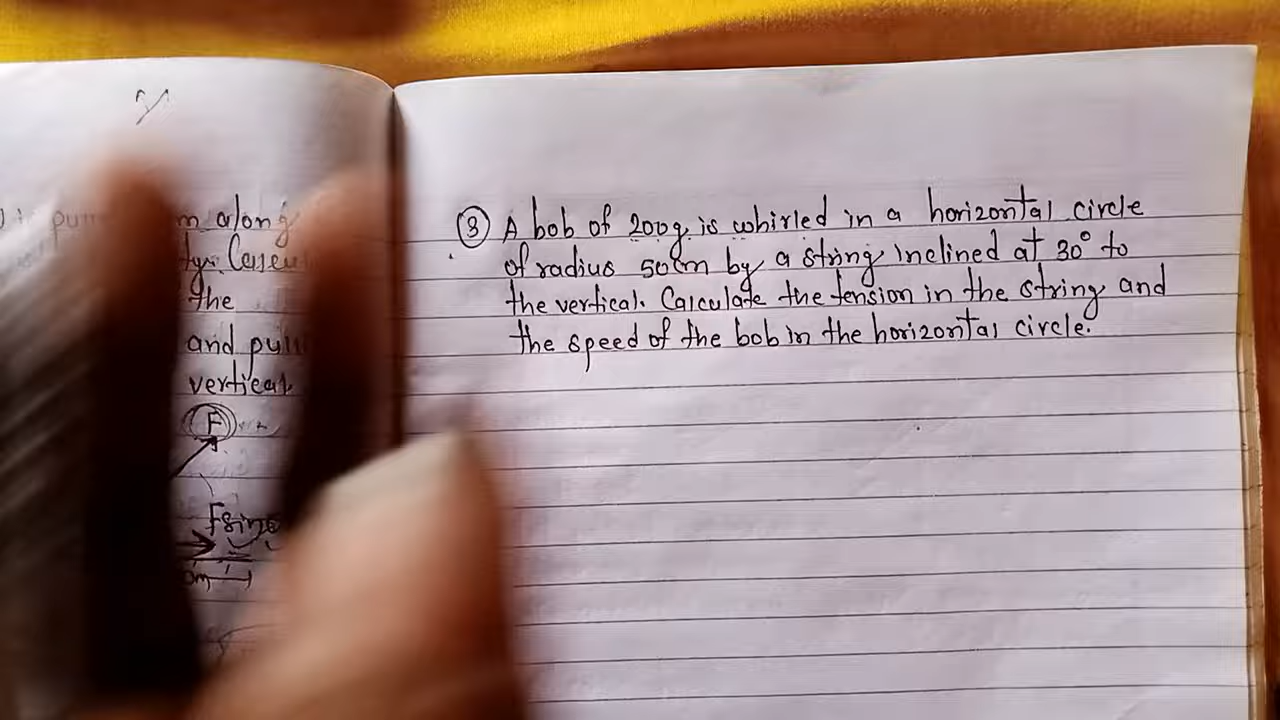 m along
the
and pull
vertical
F
Fsinθ
③ A bob of 200g is whirled in a horizontal circle
of radius 50cm by a string inclined at 30° to
the vertical. Calculate the tension in the string and
the speed of the bob in the horizontal circle.